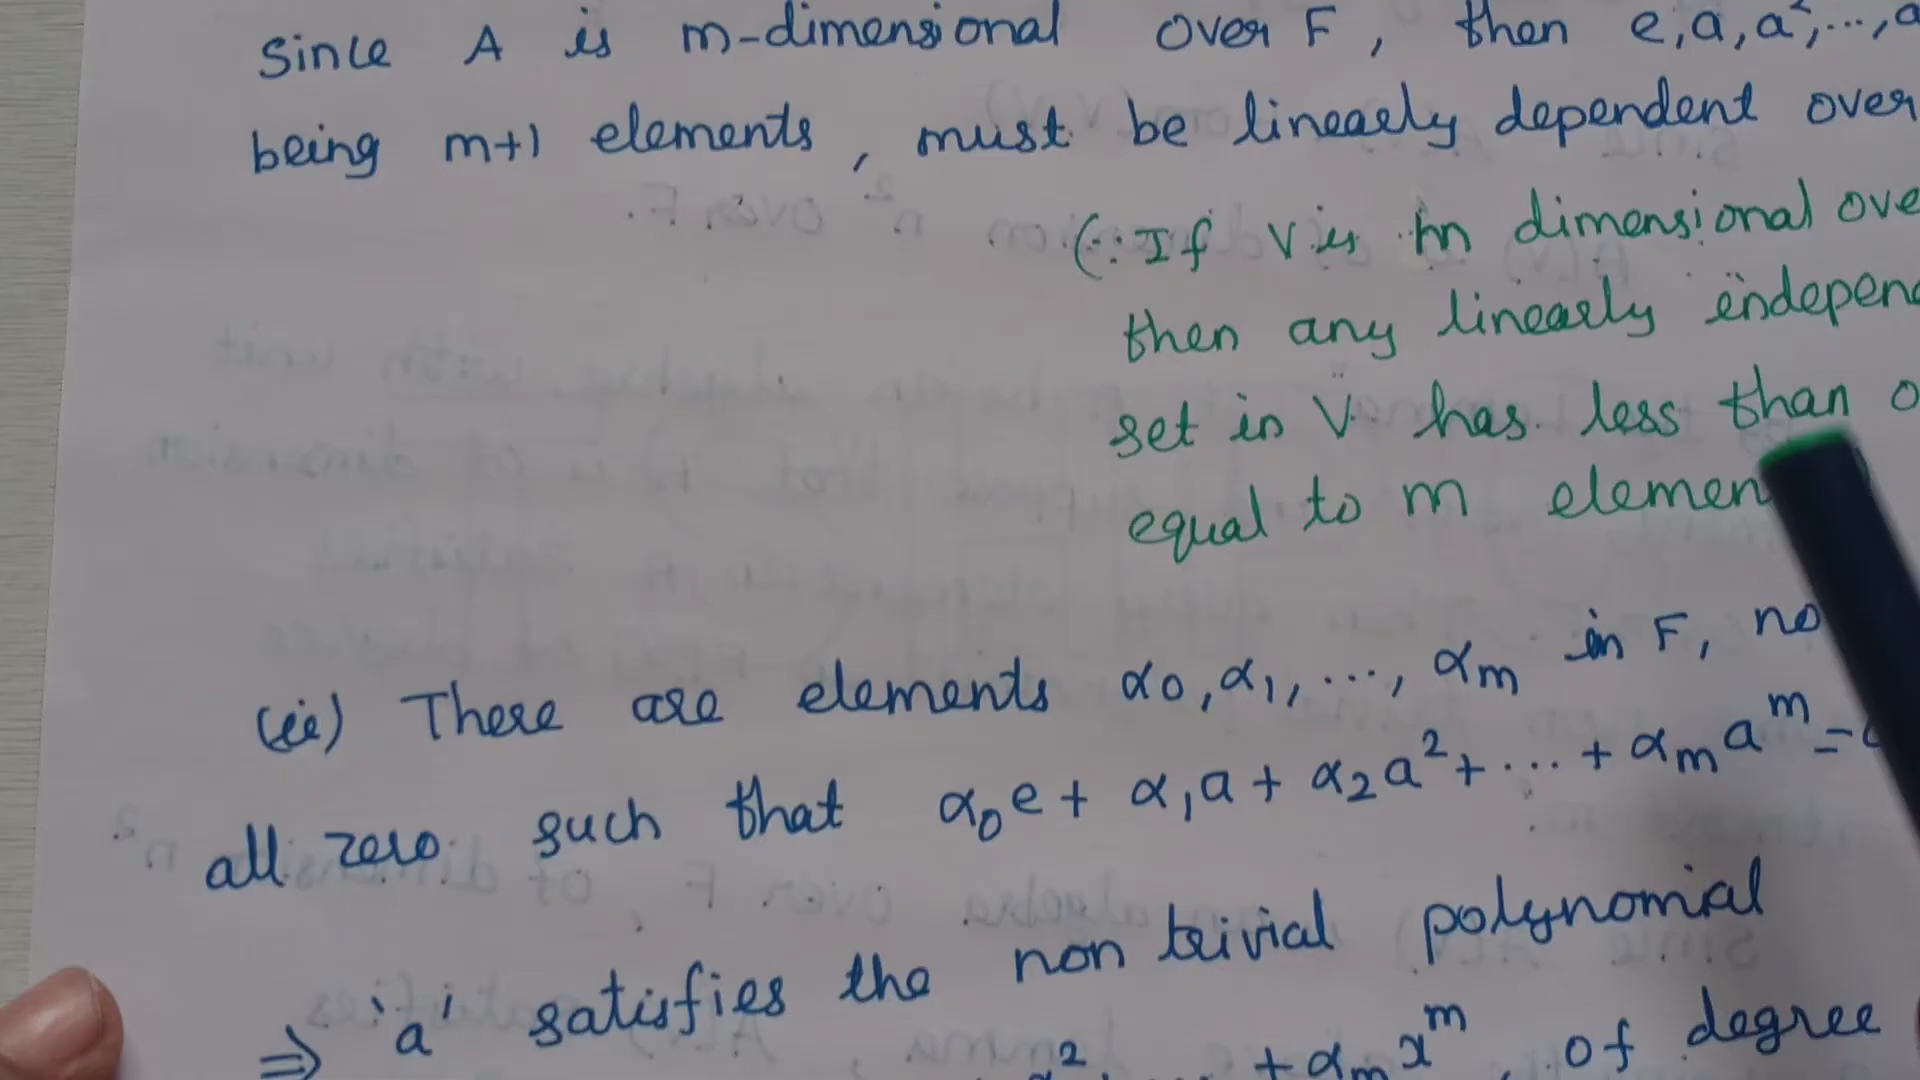 Since A is m-dimensional over F, then e, a, a², ..., a
being m+1 elements, must be linearly dependent over
(∵ If V is m dimensional ove
then any linearly independ
set in V has less than o
equal to m elemen
(ii) There are elements α0, α1, ..., αm in F, no
all zero such that α₀e + α₁a + α₂a² + ... + αₘaᵐ =
⇒ 'a' satisfies the non trivial polynomial
² ... + αₘxᵐ, of degree